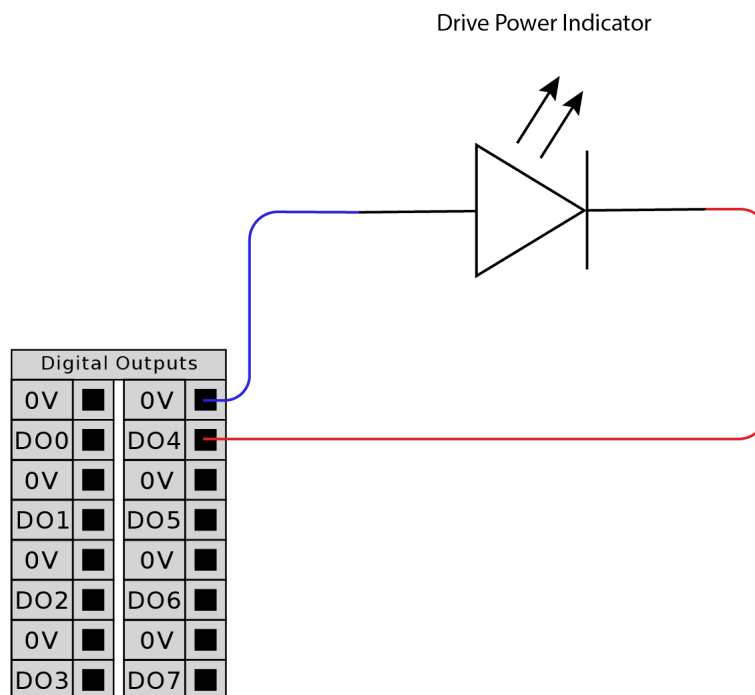 Drive Power Indicator
Digital Outputs
0V 0V
DO0 DO4
0V 0V
DO1 DO5
0V 0V
DO2 DO6
0V 0V
DO3 DO7